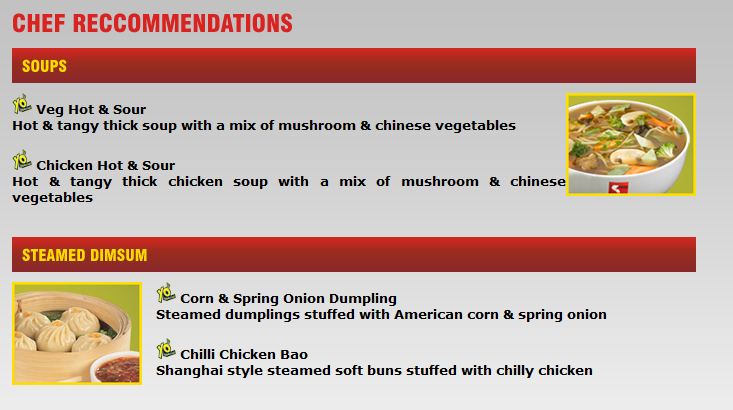 CHEF RECCOMMENDATIONS
SOUPS
Yo! Veg Hot & Sour
Hot & tangy thick soup with a mix of mushroom & chinese vegetables
Yo! Chicken Hot & Sour
Hot & tangy thick chicken soup with a mix of mushroom & chinese
vegetables
STEAMED DIMSUM
Yo! Corn & Spring Onion Dumpling
Steamed dumplings stuffed with American corn & spring onion
Yo! Chilli Chicken Bao
Shanghai style steamed soft buns stuffed with chilly chicken